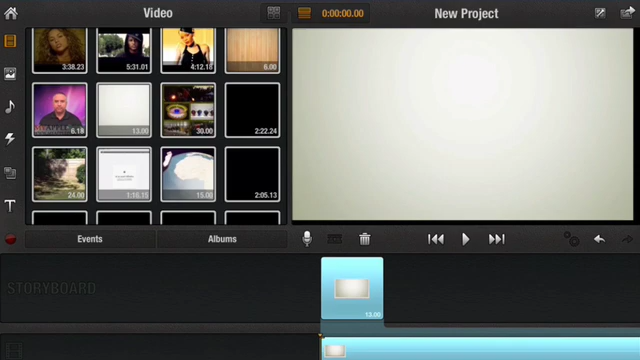 Video
0:00:00.00
New Project
3:38.23
5:31.01
4:12.18
6.00
6.18
13.00
30.00
2:22.24
24.00
1:16.15
15.00
2:05.13
T
Events
Albums
STORYBOARD
13.00